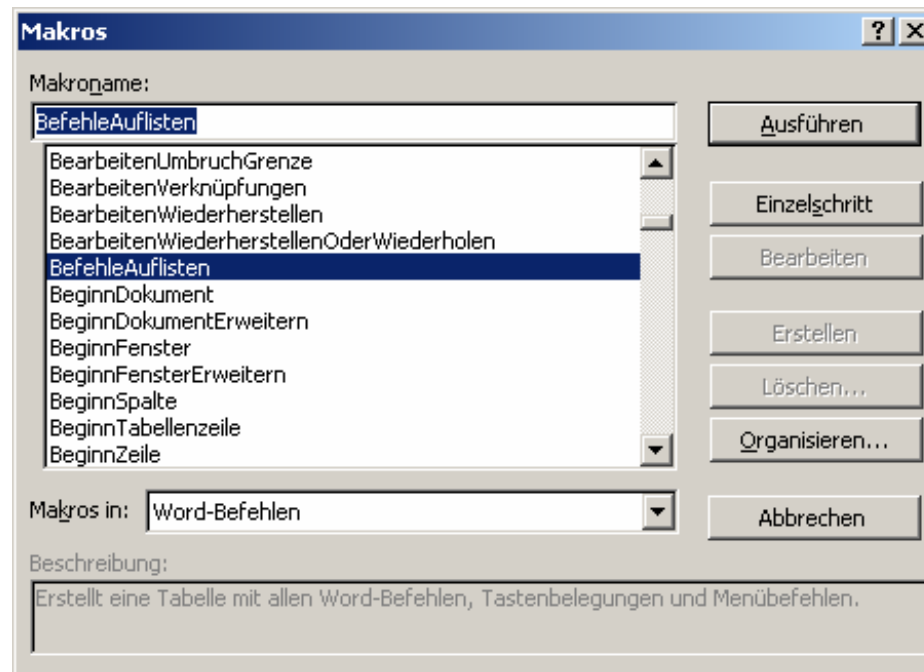 Makros
Makroname:
BefehleAuflisten
Ausführen
BearbeitenUmbruchGrenze
BearbeitenVerknüpfungen
BearbeitenWiederherstellen
BearbeitenWiederherstellenOderWiederholen
BefehleAuflisten
BeginnDokument
BeginnDokumentErweitern
BeginnFenster
BeginnFensterErweitern
BeginnSpalte
BeginnTabellenzeile
BeginnZeile
Einzelschritt
Bearbeiten
Erstellen
Löschen...
Organisieren...
Makros in:
Word-Befehlen
Abbrechen
Beschreibung:
Erstellt eine Tabelle mit allen Word-Befehlen, Tastenbelegungen und Menübefehlen.